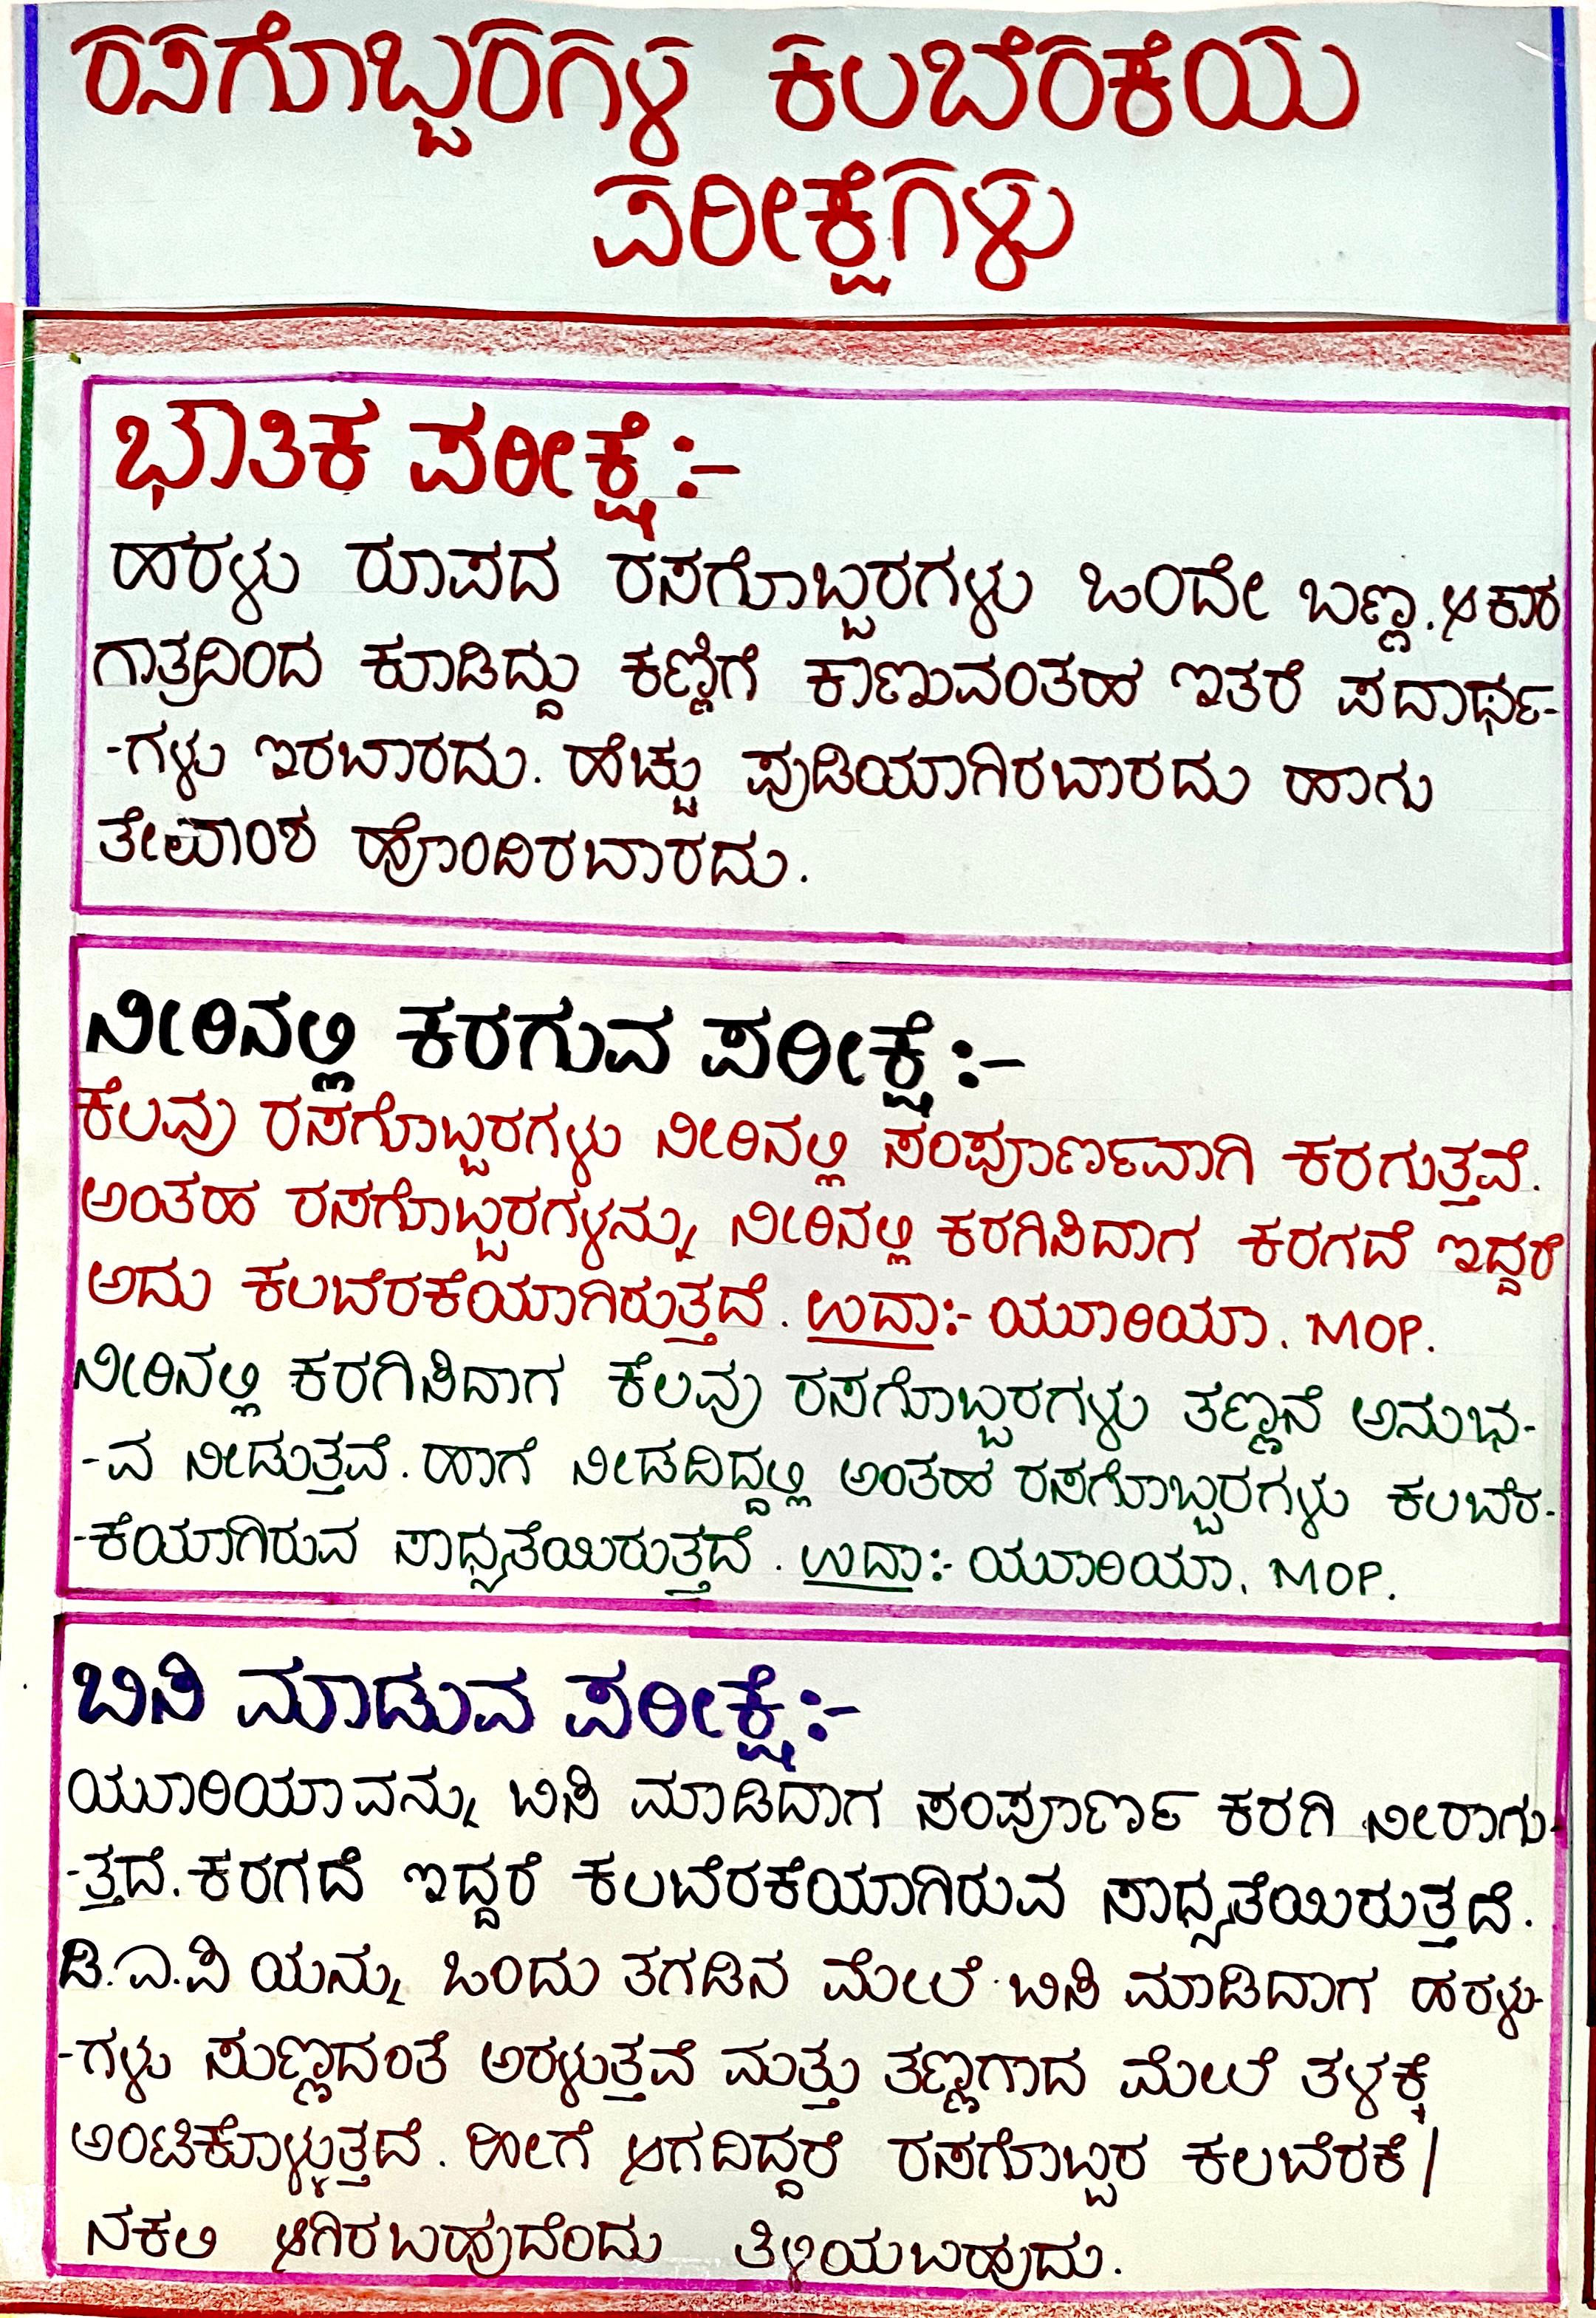 ರಸಗೊಬ್ಬರಗಳ ಕಲಬೆರಕೆಯ
ಪರೀಕ್ಷೆಗಳು
ಭೌತಿಕ ಪರೀಕ್ಷೆ:-
ಹರಳು ರೂಪದ ರಸಗೊಬ್ಬರಗಳು ಒಂದೇ ಬಣ್ಣ. ಆಕಾರ
ಗಾತ್ರದಿಂದ ಕೂಡಿದ್ದು ಕಣ್ಣಿಗೆ ಕಾಣುವಂತಹ ಇತರೆ ಪದಾರ್ಥ-
-ಗಳು ಇರಬಾರದು. ಹೆಚ್ಚು ಪುಡಿಯಾಗಿರಬಾರದು ಹಾಗು
ತೇವಾಂಶ ಹೊಂದಿರಬಾರದು.
ನೀರಿನಲ್ಲಿ ಕರಗುವ ಪರೀಕ್ಷೆ:-
ಕೆಲವು ರಸಗೊಬ್ಬರಗಳು ನೀರಿನಲ್ಲಿ ಸಂಪೂರ್ಣವಾಗಿ ಕರಗುತ್ತವೆ.
ಅಂತಹ ರಸಗೊಬ್ಬರಗಳನ್ನು ನೀರಿನಲ್ಲಿ ಕರಗಿಸಿದಾಗ ಕರಗದೆ ಇದ್ದರೆ
ಅದು ಕಲಬೆರಕೆಯಾಗಿರುತ್ತದೆ. ಉದಾ:- ಯೂರಿಯಾ. MOP.
ನೀರಿನಲ್ಲಿ ಕರಗಿಸಿದಾಗ ಕೆಲವು ರಸಗೊಬ್ಬರಗಳು ತಣ್ಣನೆ ಅನುಭ-
-ವ ನೀಡುತ್ತವೆ. ಹಾಗೆ ನೀಡದಿದ್ದಲ್ಲಿ ಅಂತಹ ರಸಗೊಬ್ಬರಗಳು ಕಲಬೆರ-
-ಕೆಯಾಗಿರುವ ಸಾಧ್ಯತೆಯಿರುತ್ತದೆ. ಉದಾ:- ಯೂರಿಯಾ. MOP.
ಬಿಸಿ ಮಾಡುವ ಪರೀಕ್ಷೆ:-
ಯೂರಿಯಾವನ್ನು ಬಿಸಿ ಮಾಡಿದಾಗ ಸಂಪೂರ್ಣ ಕರಗಿ ನೀರಾಗು-
-ತ್ತದೆ. ಕರಗದೆ ಇದ್ದರೆ ಕಲಬೆರಕೆಯಾಗಿರುವ ಸಾಧ್ಯತೆಯಿರುತ್ತದೆ.
ಡಿ.ಎ.ಪಿ ಯನ್ನು ಒಂದು ತಗಡಿನ ಮೇಲೆ ಬಿಸಿ ಮಾಡಿದಾಗ ಹರಳು-
-ಗಳು ಸುಣ್ಣದಂತೆ ಅರಳುತ್ತವೆ ಮತ್ತು ತಣ್ಣಗಾದ ಮೇಲೆ ತಳಕ್ಕೆ
ಅಂಟಿಕೊಳ್ಳುತ್ತದೆ. ಹೀಗೆ ಆಗದಿದ್ದರೆ ರಸಗೊಬ್ಬರ ಕಲಬೆರಕೆ/
ನಕಲಿ ಆಗಿರಬಹುದೆಂದು ತಿಳಿಯಬಹುದು.